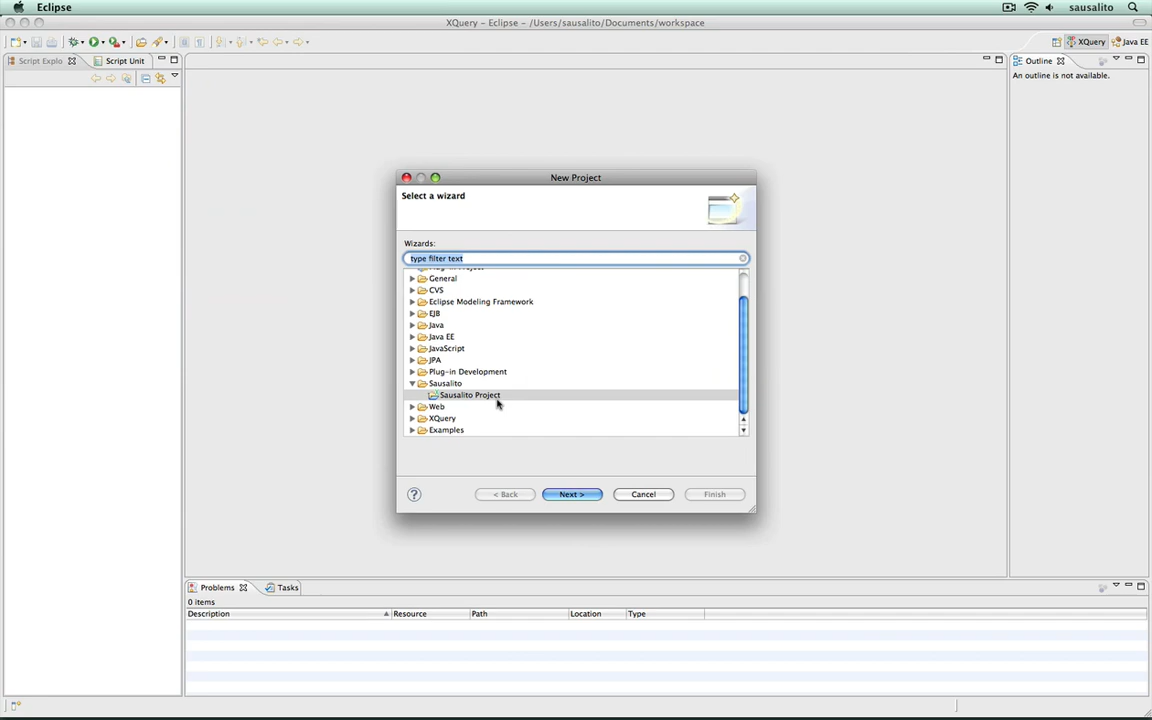 Eclipse
sausalito
XQuery - Eclipse - /Users/sausalito/Documents/workspace
XQuery
Java EE
Script Explo
Script Unit
Outline
An outline is not available.
New Project
Select a wizard
Wizards:
type filter text
Plug-in Project
General
CVS
Eclipse Modeling Framework
EJB
Java
Java EE
JavaScript
JPA
Plug-in Development
Sausalito
Sausalito Project
Web
XQuery
Examples
?
< Back
Next >
Cancel
Finish
Problems
Tasks
0 items
Description
Resource
Path
Location
Type